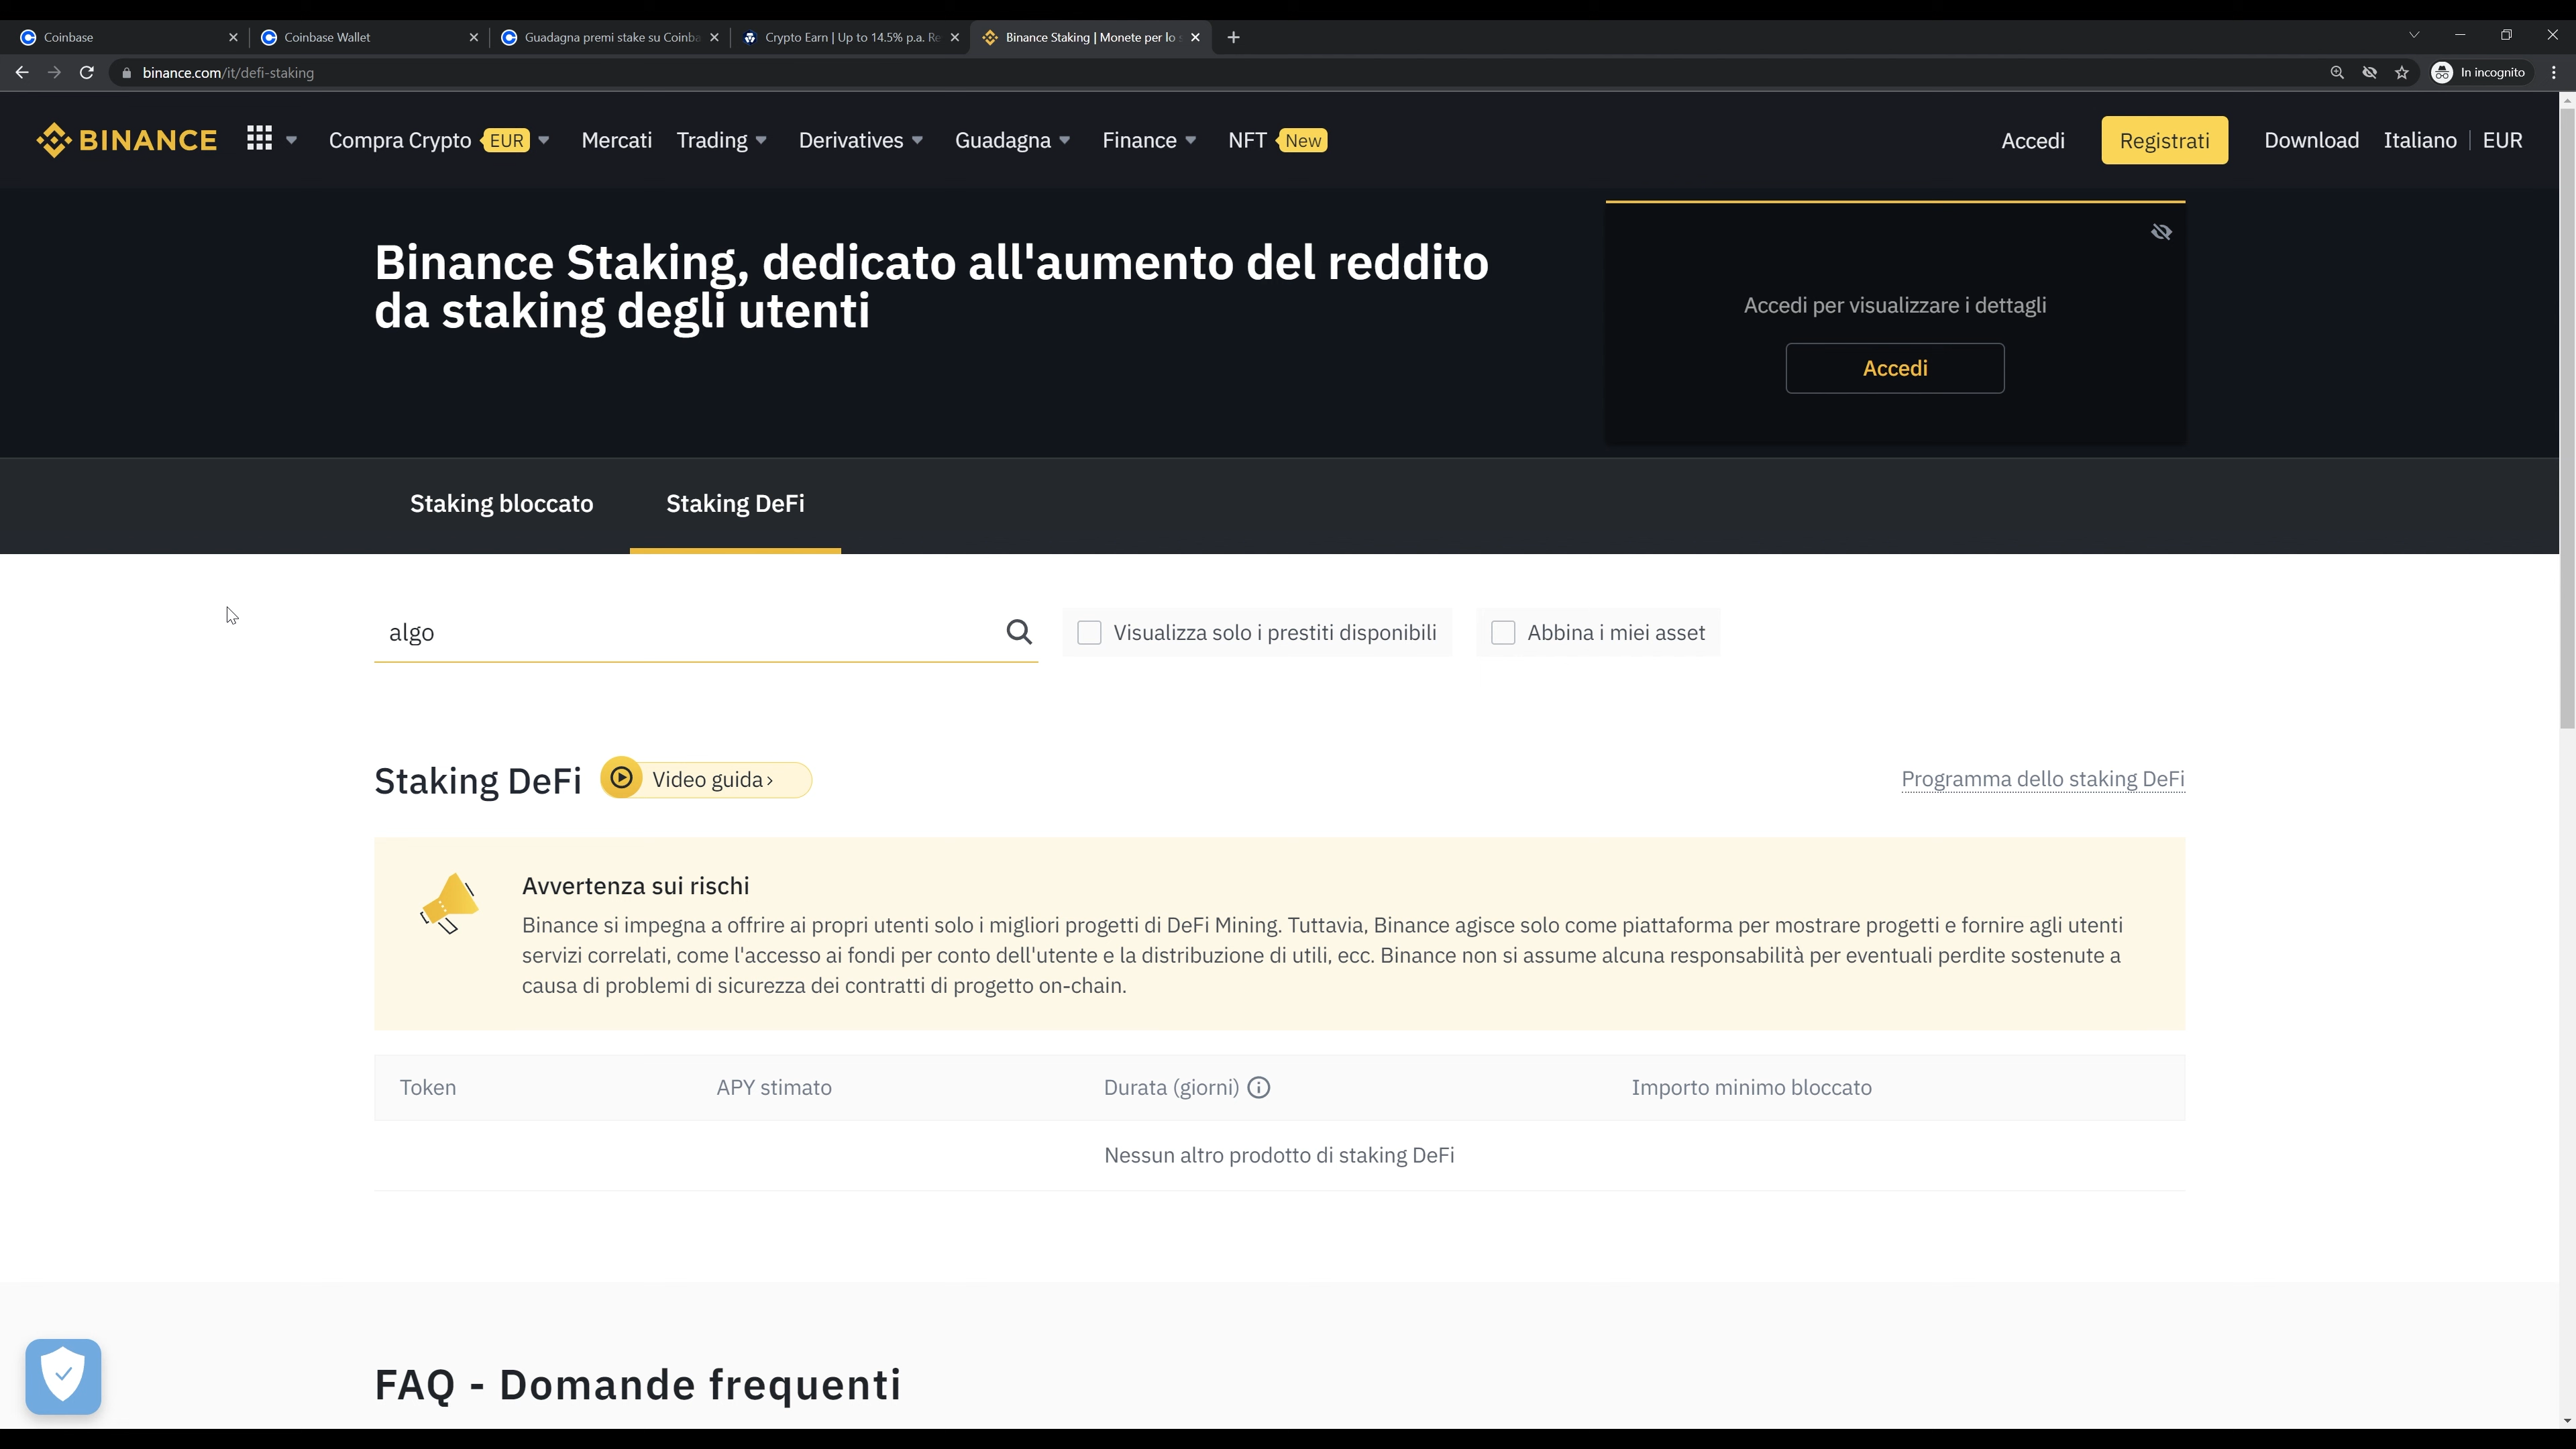 Coinbase
Coinbase Wallet
Guadagna premi stake su Coinba
Crypto Earn | Up to 14.5% p.a. Re
Binance Staking | Monete per lo s
binance.com/it/defi-staking
In incognito
BINANCE
Compra Crypto
EUR
Mercati
Trading
Derivatives
Guadagna
Finance
NFT
New
Accedi
Registrati
Download
Italiano
EUR
Binance Staking, dedicato all'aumento del reddito
da staking degli utenti
Accedi per visualizzare i dettagli
Accedi
Staking bloccato
Staking DeFi
algo
Visualizza solo i prestiti disponibili
Abbina i miei asset
Staking DeFi
Video guida ›
Programma dello staking DeFi
Avvertenza sui rischi
Binance si impegna a offrire ai propri utenti solo i migliori progetti di DeFi Mining. Tuttavia, Binance agisce solo come piattaforma per mostrare progetti e fornire agli utenti
servizi correlati, come l'accesso ai fondi per conto dell'utente e la distribuzione di utili, ecc. Binance non si assume alcuna responsabilità per eventuali perdite sostenute a
causa di problemi di sicurezza dei contratti di progetto on-chain.
Token
APY stimato
Durata (giorni)
Importo minimo bloccato
Nessun altro prodotto di staking DeFi
FAQ - Domande frequenti